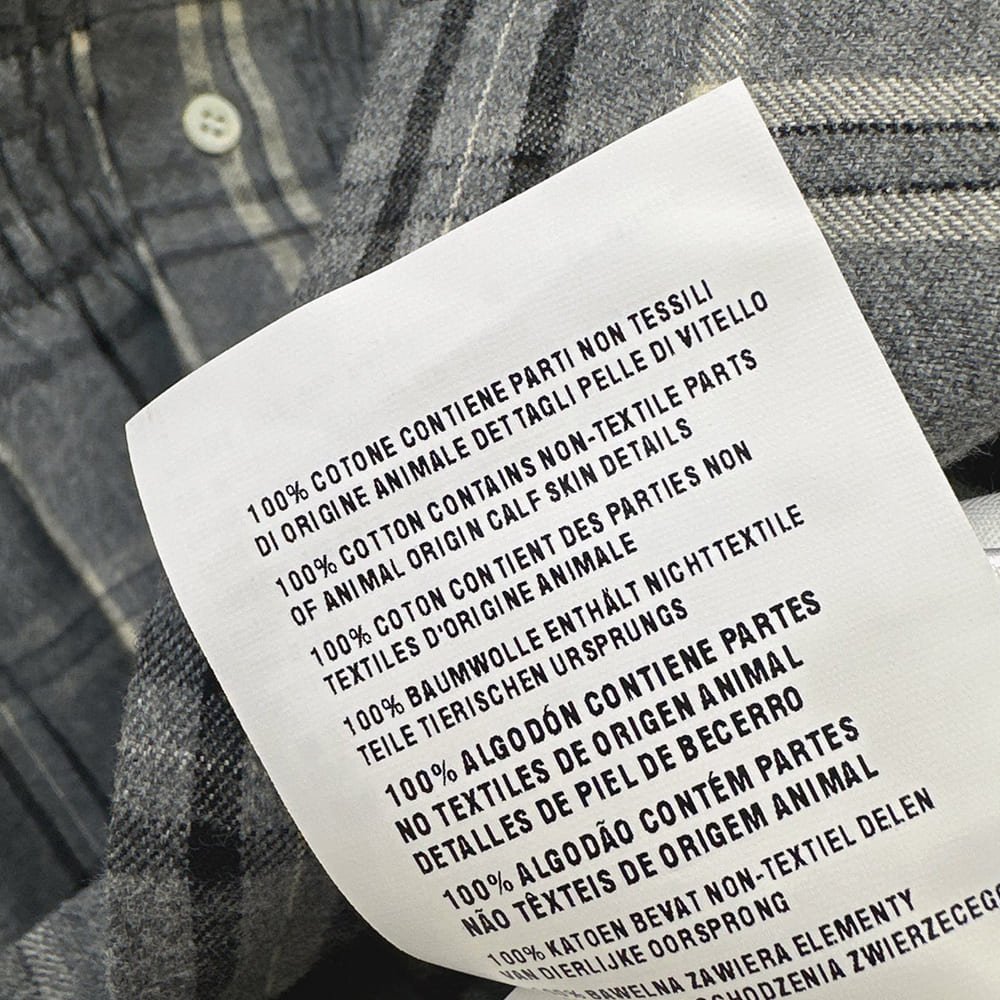 100% COTONE CONTIENE PARTI NON TESSILI
DI ORIGINE ANIMALE DETTAGLI PELLE DI VITELLO
100% COTTON CONTAINS NON-TEXTILE PARTS
OF ANIMAL ORIGIN CALF SKIN DETAILS
100% COTON CONTIENT DES PARTIES NON
TEXTILES D'ORIGINE ANIMALE
100% BAUMWOLLE ENTHÄLT NICHTTEXTILE
TEILE TIERISCHEN URSPRUNGS
100% ALGODÓN CONTIENE PARTES
NO TEXTILES DE ORIGEN ANIMAL
DETALLES DE PIEL DE BECERRO
100% ALGODÃO CONTÉM PARTES
NÃO TÊXTEIS DE ORIGEM ANIMAL
100% KATOEN BEVAT NON-TEXTIEL DELEN
VAN DIERLIJKE OORSPRONG
BAWELNA ZAWIERA ELEMENTY